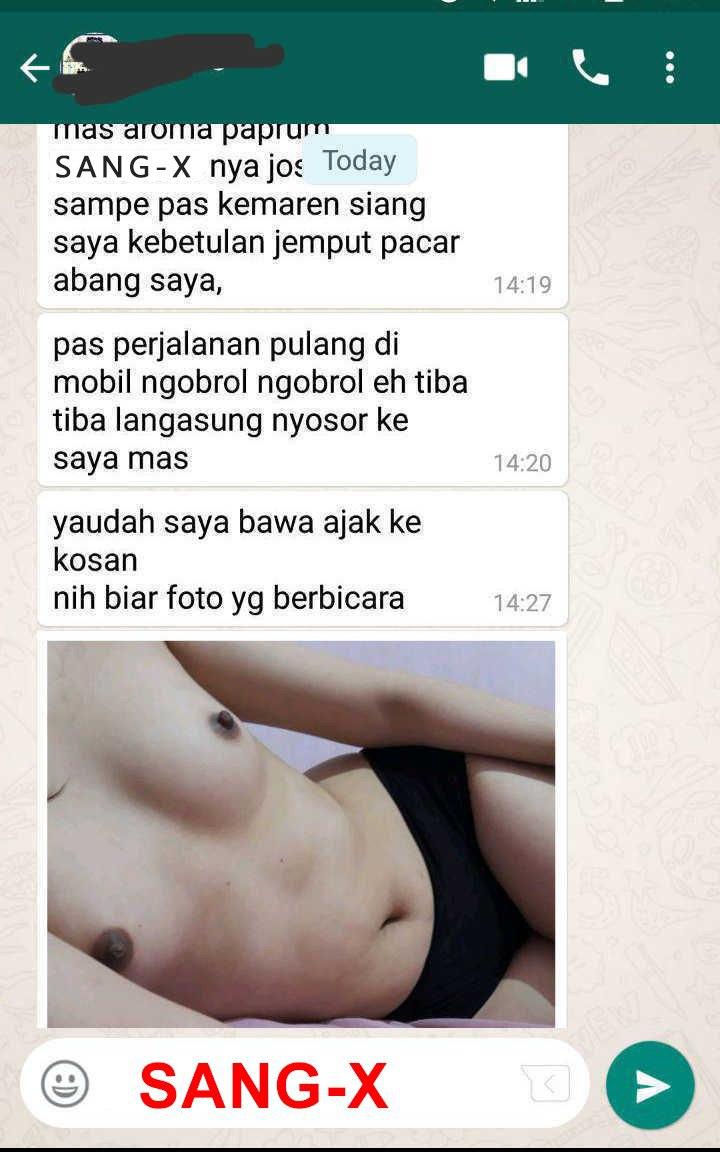 mas aroma paprum
SANG-X nya jos
Today
sampe pas kemaren siang
saya kebetulan jemput pacar
abang saya,
14:19
pas perjalanan pulang di
mobil ngobrol ngobrol eh tiba
tiba langasung nyosor ke
saya mas
14:20
yaudah saya bawa ajak ke
kosan
nih biar foto yg berbicara
14:27
SANG-X